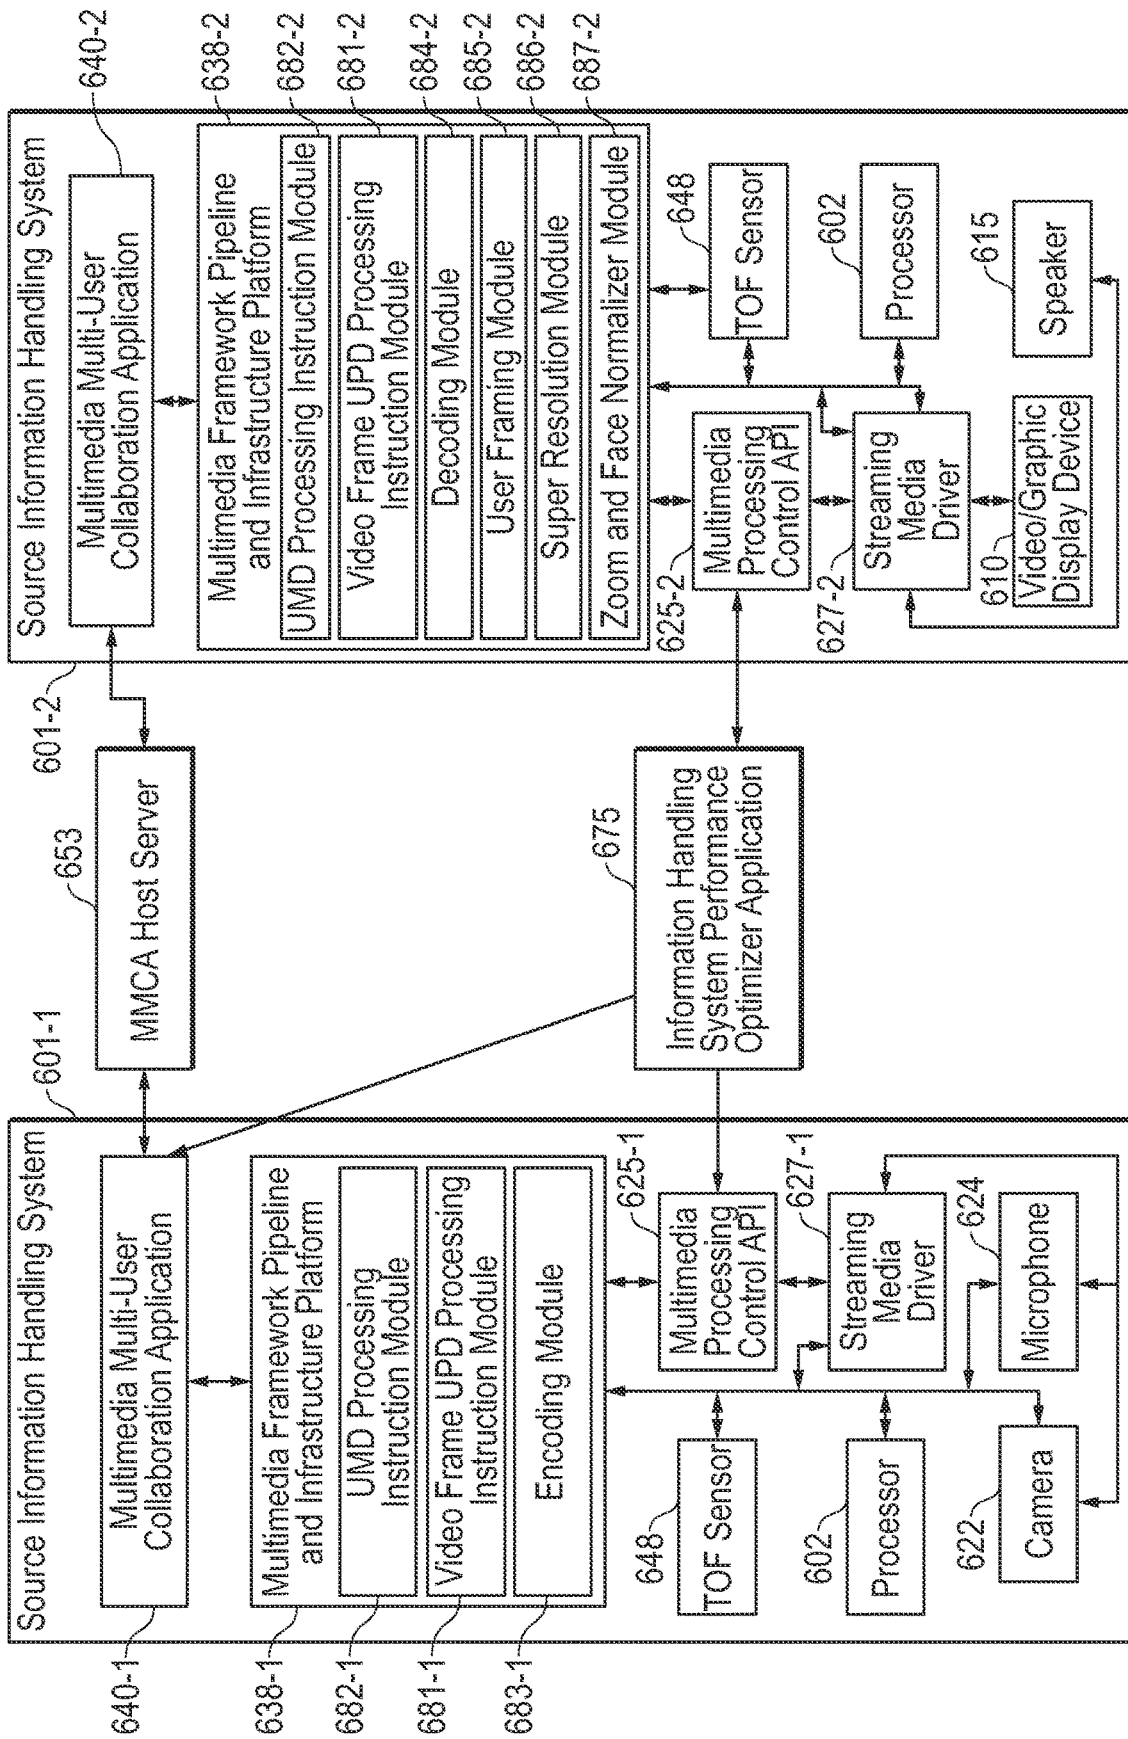 601-1
Source Information Handling System
640-1
Multimedia Multi-User
Collaboration Application
638-1
Multimedia Framework Pipeline
and Infrastructure Platform
682-1
UMD Processing
Instruction Module
681-1
Video Frame UPD Processing
Instruction Module
683-1
Encoding Module
648
TOF Sensor
625-1
Multimedia
Processing
Control API
602
Processor
627-1
Streaming
Media
Driver
622
Camera
624
Microphone
653
MMCA Host Server
675
Information Handling
System Performance
Optimizer Application
601-2
Source Information Handling System
640-2
Multimedia Multi-User
Collaboration Application
638-2
Multimedia Framework Pipeline
and Infrastructure Platform
682-2
UMD Processing Instruction Module
681-2
Video Frame UPD Processing
Instruction Module
684-2
Decoding Module
685-2
User Framing Module
686-2
Super Resolution Module
687-2
Zoom and Face Normalizer Module
625-2
Multimedia
Processing
Control API
648
TOF Sensor
627-2
Streaming
Media
Driver
602
Processor
610
Video/Graphic
Display Device
615
Speaker